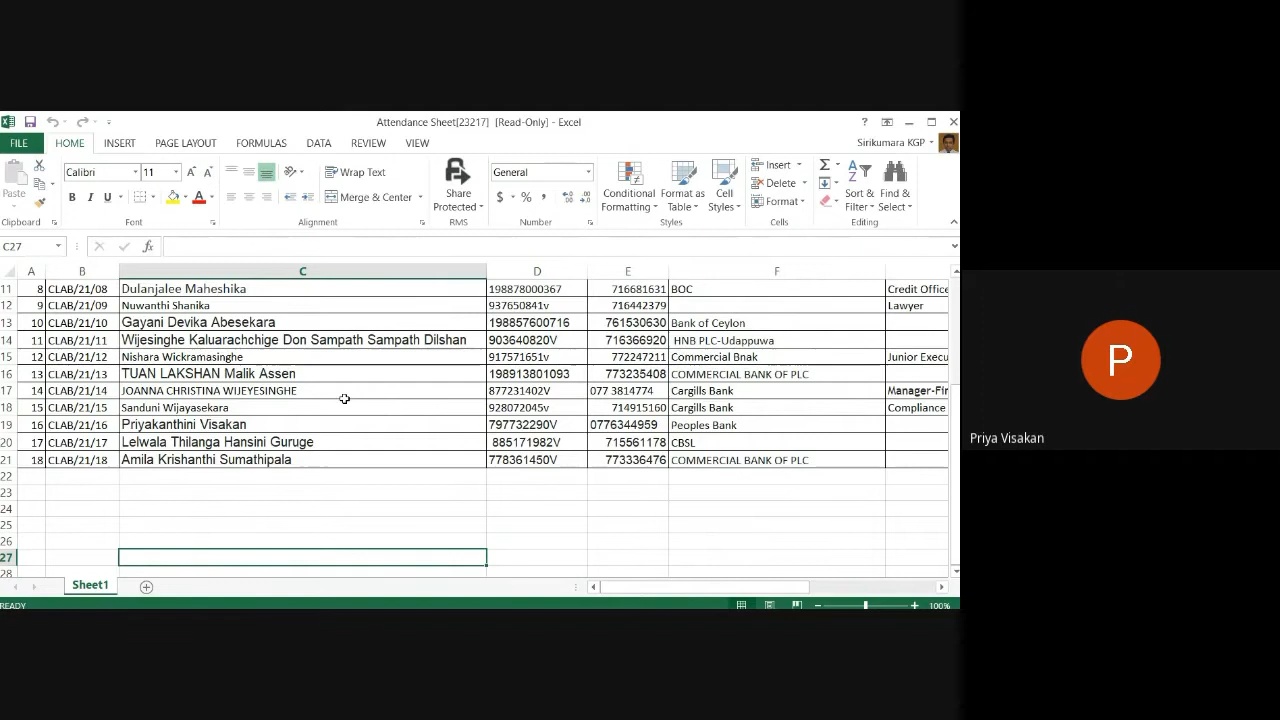 Attendance Sheet[23217] [Read-Only] - Excel
?
FILE HOME INSERT PAGE LAYOUT FORMULAS DATA REVIEW VIEW Sirikumara KGP
Paste Calibri 11 A A Wrap Text General Insert
B I U A Merge & Center $ % , Share Protected Conditional Formatting Format as Table Cell Styles Delete Format Sort & Filter Find & Select
Clipboard Font Alignment RMS Number Styles Cells Editing
C27 fx
A B C D E F
11 8 CLAB/21/08 Dulanjalee Maheshika 198878000367 716681631 BOC Credit Office
12 9 CLAB/21/09 Nuwanthi Shanika 937650841v 716442379 Lawyer
13 10 CLAB/21/10 Gayani Devika Abesekara 198857600716 761530630 Bank of Ceylon
14 11 CLAB/21/11 Wijesinghe Kaluarachchige Don Sampath Sampath Dilshan 903640820V 716366920 HNB PLC-Udappuwa
15 12 CLAB/21/12 Nishara Wickramasinghe 917571651v 772247211 Commercial Bnak Junior Execu
16 13 CLAB/21/13 TUAN LAKSHAN Malik Assen 198913801093 773235408 COMMERCIAL BANK OF PLC
17 14 CLAB/21/14 JOANNA CHRISTINA WIJEYESINGHE 877231402V 077 3814774 Cargills Bank Manager-Fin
18 15 CLAB/21/15 Sanduni Wijayasekara 928072045v 714915160 Cargills Bank Compliance
19 16 CLAB/21/16 Priyakanthini Visakan 797732290V 0776344959 Peoples Bank
20 17 CLAB/21/17 Lelwala Thilanga Hansini Guruge 885171982V 715561178 CBSL
21 18 CLAB/21/18 Amila Krishanthi Sumathipala 778361450V 773336476 COMMERCIAL BANK OF PLC
22
23
24
25
26
27
28
Sheet1
READY 100%
P
Priya Visakan